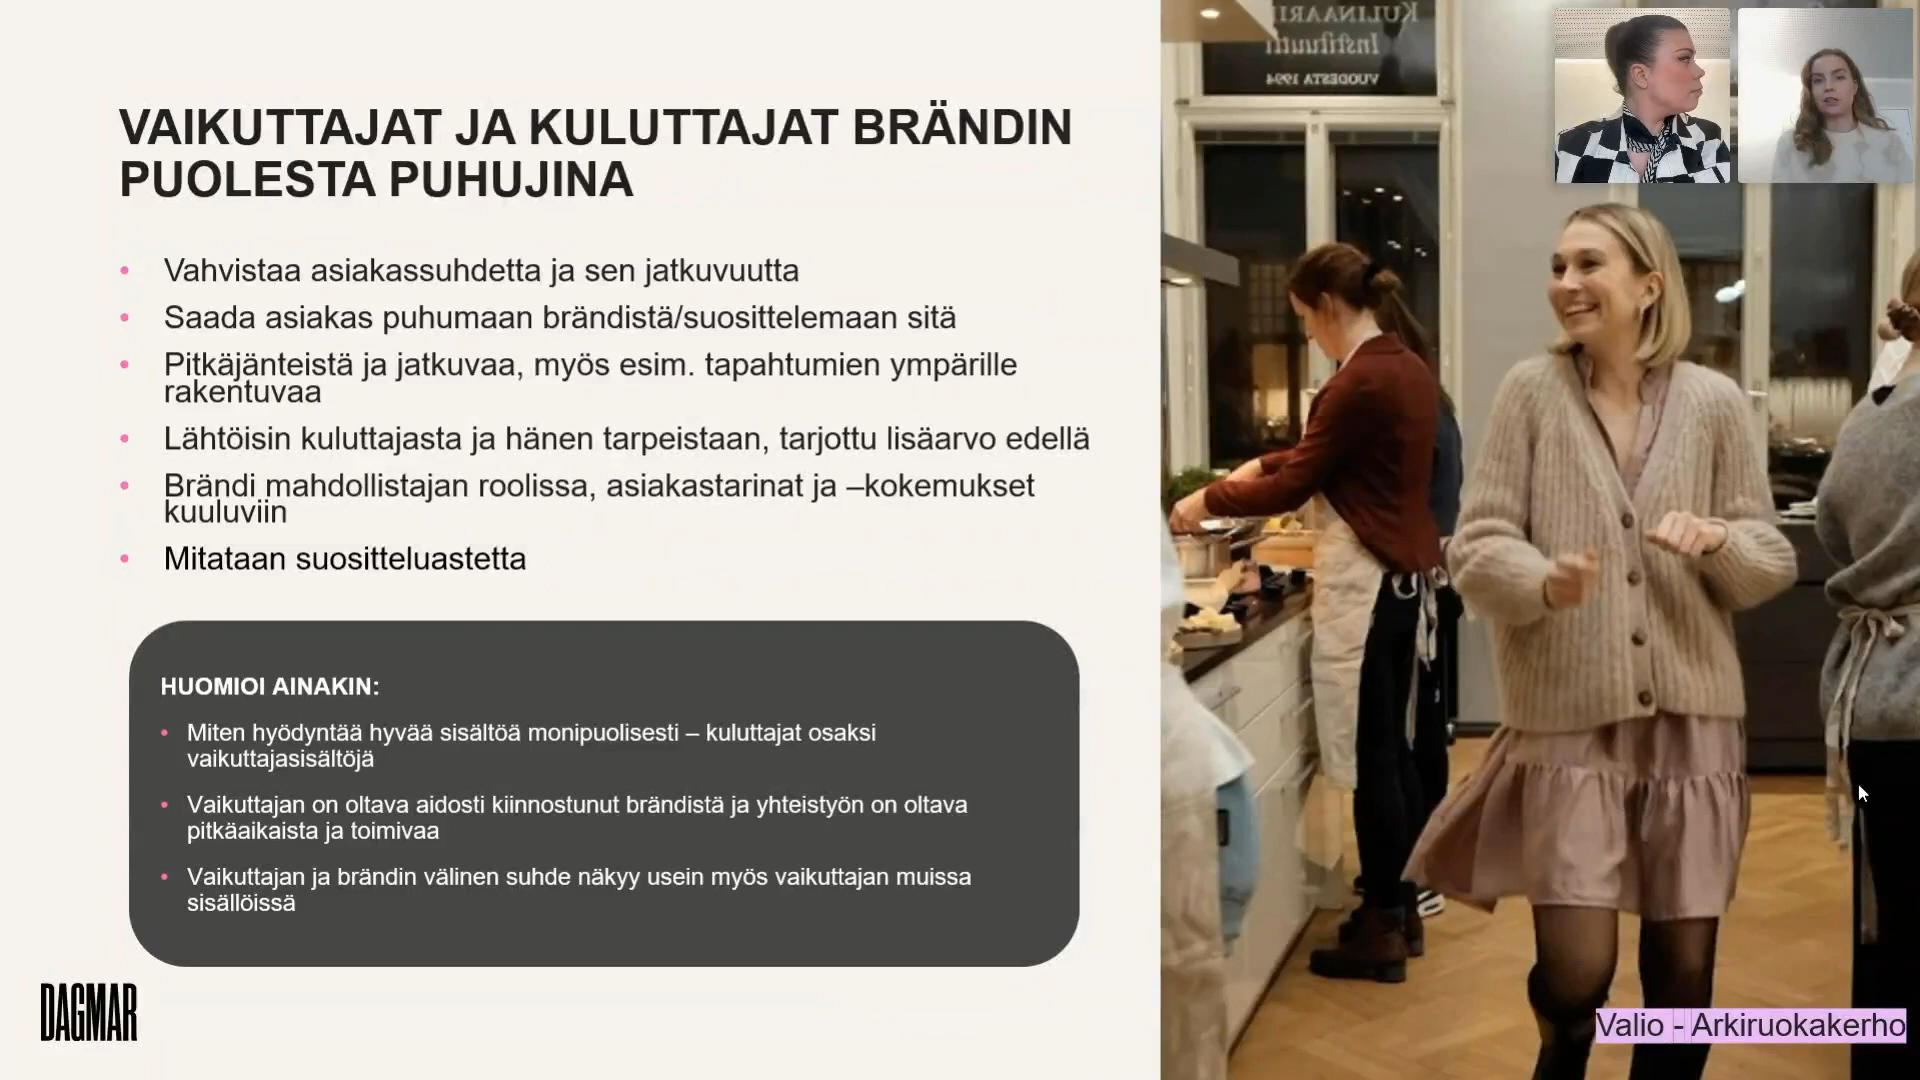 VAIKUTTAJAT JA KULUTTAJAT BRÄNDIN
PUOLESTA PUHUJINA
• Vahvistaa asiakassuhdetta ja sen jatkuvuutta
• Saada asiakas puhumaan brändistä/suosittelemaan sitä
• Pitkäjänteistä ja jatkuvaa, myös esim. tapahtumien ympärille
rakentuvaa
• Lähtöisin kuluttajasta ja hänen tarpeistaan, tarjottu lisäarvo edellä
• Brändi mahdollistajan roolissa, asiakastarinat ja –kokemukset
kuuluviin
• Mitataan suositteluastetta
HUOMIOI AINAKIN:
• Miten hyödyntää hyvää sisältöä monipuolisesti – kuluttajat osaksi
vaikuttajasisältöjä
• Vaikuttajan on oltava aidosti kiinnostunut brändistä ja yhteistyön on oltava
pitkäaikaista ja toimivaa
• Vaikuttajan ja brändin välinen suhde näkyy usein myös vaikuttajan muissa
sisällöissä
DAGMAR
Instituutti
VUODESTA 1994
Valio - Arkiruokakerho